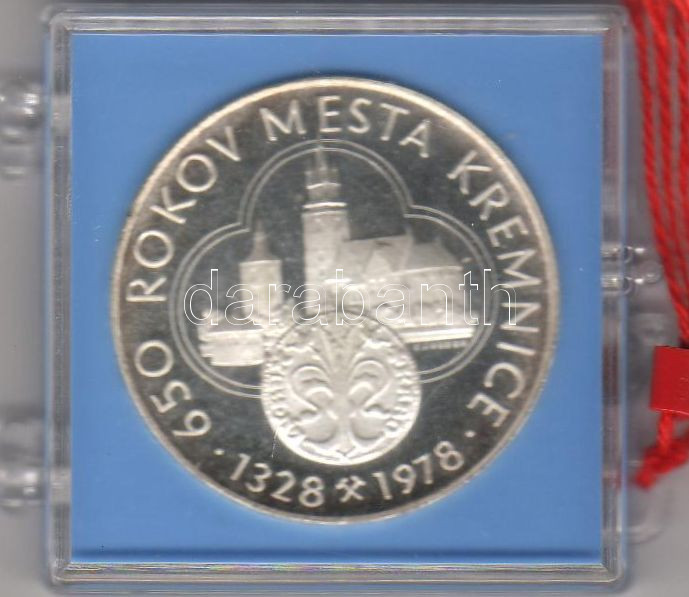 · 650 ROKOV MESTA KREMNICE ·
1328 ⚒ 1978
darabanth